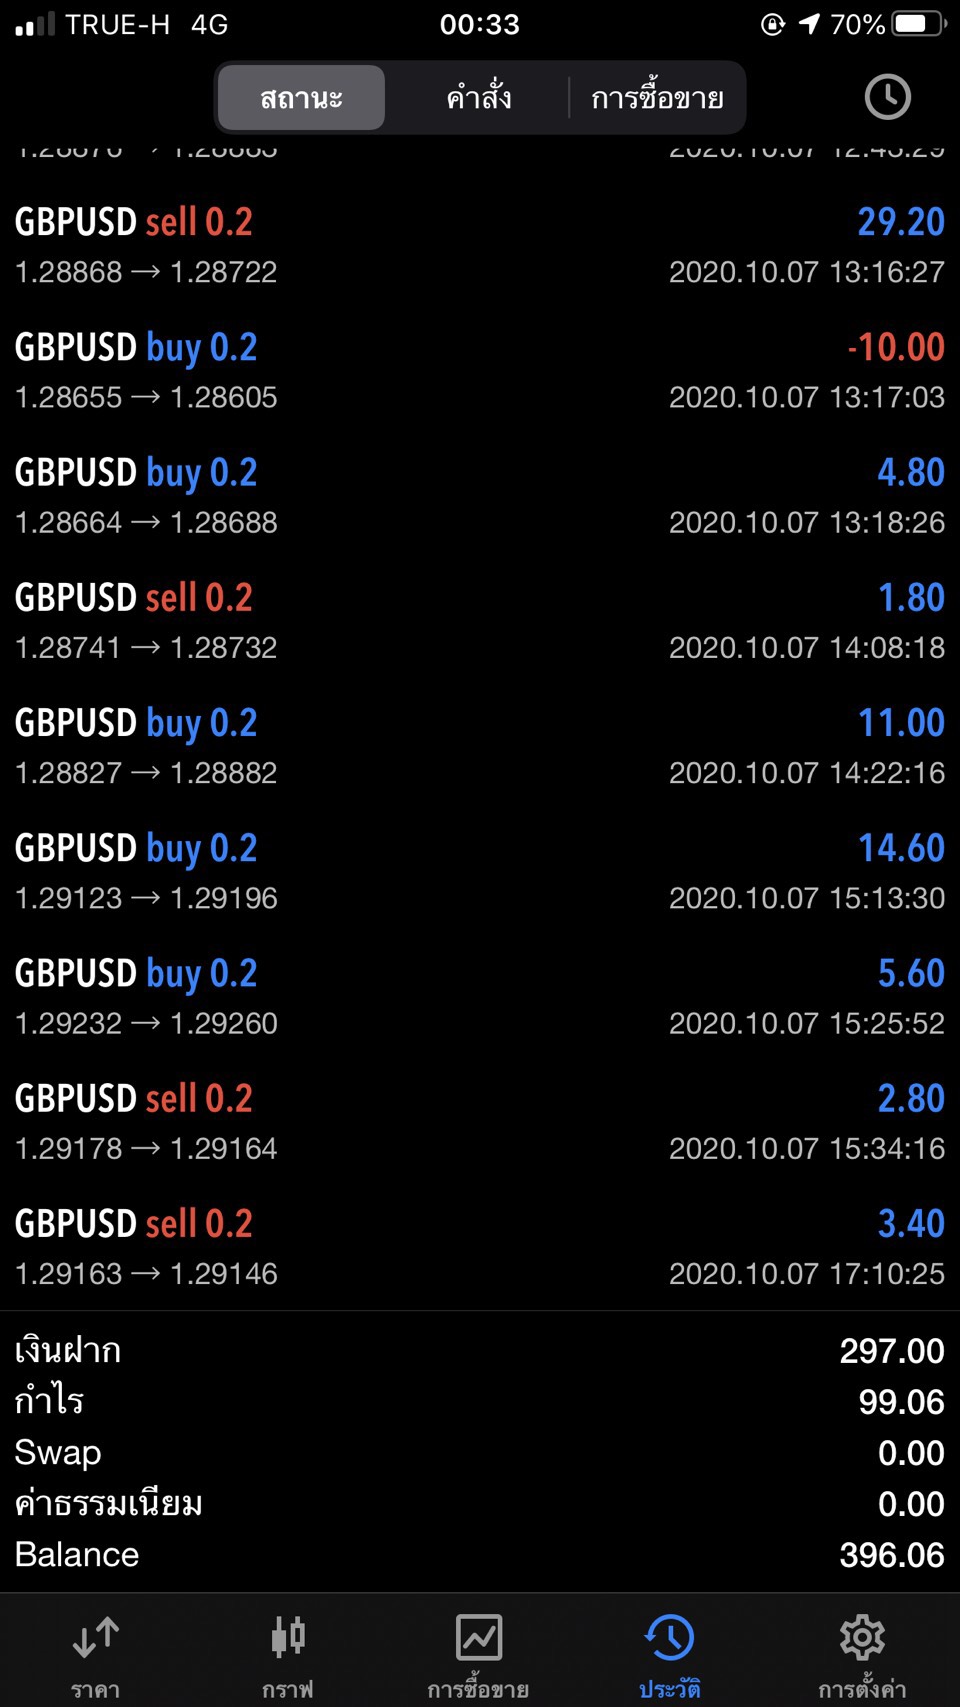 TRUE-H 4G 00:33 70%
สถานะ คำสั่ง การซื้อขาย
GBPUSD sell 0.2 29.20
1.28868 → 1.28722 2020.10.07 13:16:27
GBPUSD buy 0.2 -10.00
1.28655 → 1.28605 2020.10.07 13:17:03
GBPUSD buy 0.2 4.80
1.28664 → 1.28688 2020.10.07 13:18:26
GBPUSD sell 0.2 1.80
1.28741 → 1.28732 2020.10.07 14:08:18
GBPUSD buy 0.2 11.00
1.28827 → 1.28882 2020.10.07 14:22:16
GBPUSD buy 0.2 14.60
1.29123 → 1.29196 2020.10.07 15:13:30
GBPUSD buy 0.2 5.60
1.29232 → 1.29260 2020.10.07 15:25:52
GBPUSD sell 0.2 2.80
1.29178 → 1.29164 2020.10.07 15:34:16
GBPUSD sell 0.2 3.40
1.29163 → 1.29146 2020.10.07 17:10:25
เงินฝาก 297.00
กำไร 99.06
Swap 0.00
ค่าธรรมเนียม 0.00
Balance 396.06
ราคา กราฟ การซื้อขาย ประวัติ การตั้งค่า